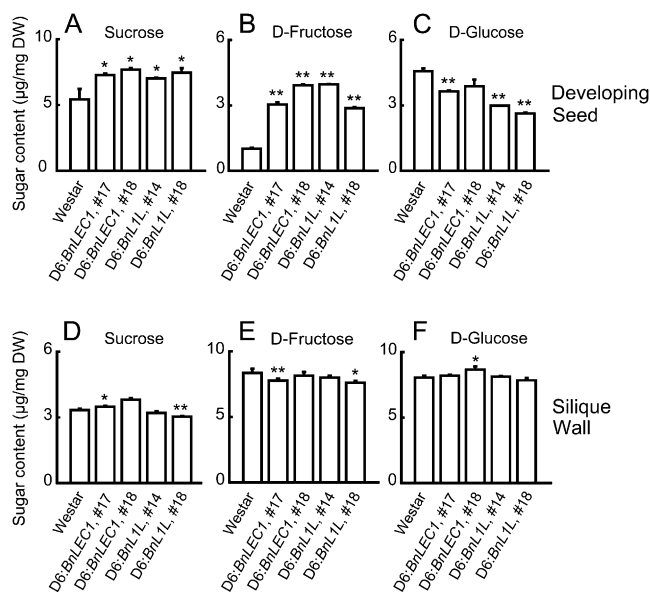 A Sucrose
Sugar content (µg/mg DW)
10
5
0
Westar
D6:BnLEC1, #17
D6:BnLEC1, #18
D6:BnL1L, #14
D6:BnL1L, #18
* * * *
B D-Fructose
6
3
0
Westar
D6:BnLEC1, #17
D6:BnLEC1, #18
D6:BnL1L, #14
D6:BnL1L, #18
** ** ** **
C D-Glucose
6
3
0
Westar
D6:BnLEC1, #17
D6:BnLEC1, #18
D6:BnL1L, #14
D6:BnL1L, #18
** ** **
Developing
Seed
D Sucrose
Sugar content (µg/mg DW)
6
3
0
Westar
D6:BnLEC1, #17
D6:BnLEC1, #18
D6:BnL1L, #14
D6:BnL1L, #18
* **
E D-Fructose
10
5
0
Westar
D6:BnLEC1, #17
D6:BnLEC1, #18
D6:BnL1L, #14
D6:BnL1L, #18
** *
F D-Glucose
10
5
0
Westar
D6:BnLEC1, #17
D6:BnLEC1, #18
D6:BnL1L, #14
D6:BnL1L, #18
*
Silique
Wall